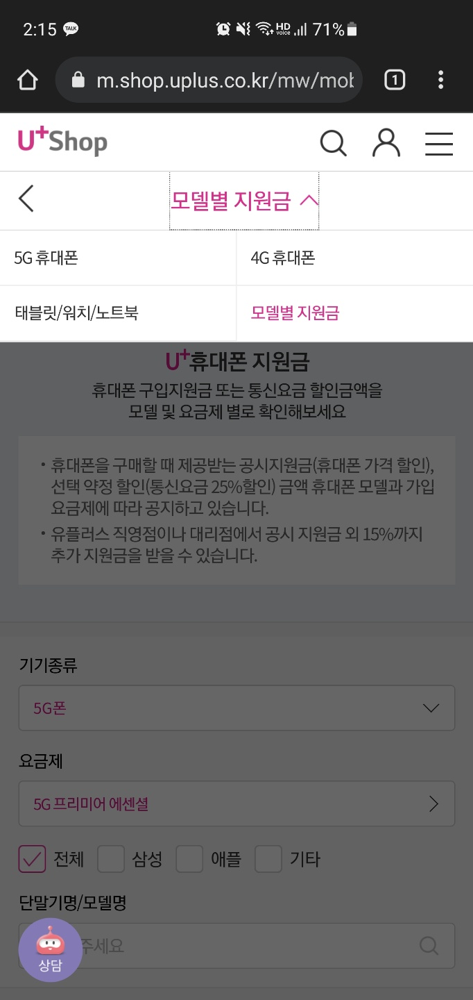 2:15 TALK HD voice 71%
m.shop.uplus.co.kr/mw/mob 1
U+Shop
모델별 지원금
5G 휴대폰
4G 휴대폰
태블릿/워치/노트북
모델별 지원금
U+휴대폰 지원금
휴대폰 구입지원금 또는 통신요금 할인금액을
모델 및 요금제 별로 확인해보세요
· 휴대폰을 구매할 때 제공받는 공시지원금(휴대폰 가격 할인),
선택 약정 할인(통신요금 25%할인) 금액 휴대폰 모델과 가입
요금제에 따라 공지하고 있습니다.
· 유플러스 직영점이나 대리점에서 공시 지원금 외 15%까지
추가 지원금을 받을 수 있습니다.
기기종류
5G폰
요금제
5G 프리미어 에센셜
전체 삼성 애플 기타
단말기명/모델명
주세요
상담